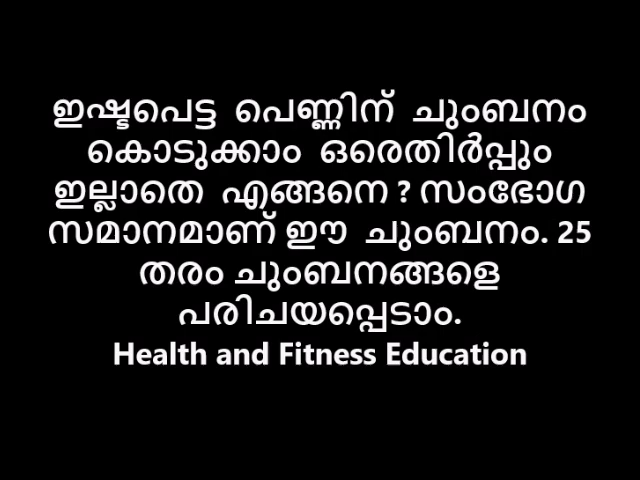 ഇഷ്ടപെട്ട പെണ്ണിന് ചുംബനം
കൊടുക്കാം ഒരെതിർപ്പും
ഇല്ലാതെ എങ്ങനെ ? സംഭോഗ
സമാനമാണ് ഈ ചുംബനം. 25
തരം ചുംബനങ്ങളെ
പരിചയപ്പെടാം.
Health and Fitness Education